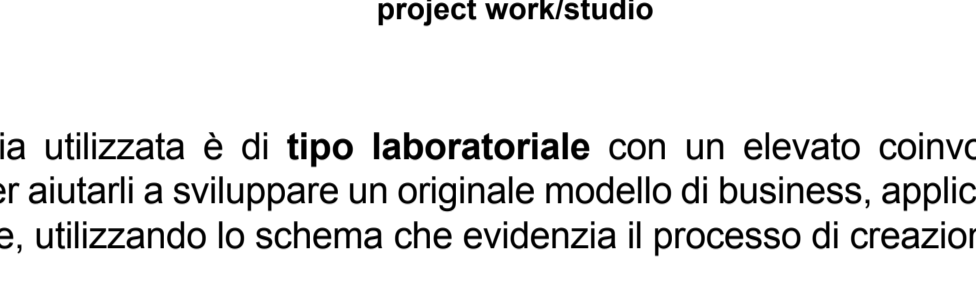 project work/studio
ia utilizzata è di tipo laboratoriale con un elevato coinvo
er aiutarli a sviluppare un originale modello di business, applic
e, utilizzando lo schema che evidenzia il processo di creazion